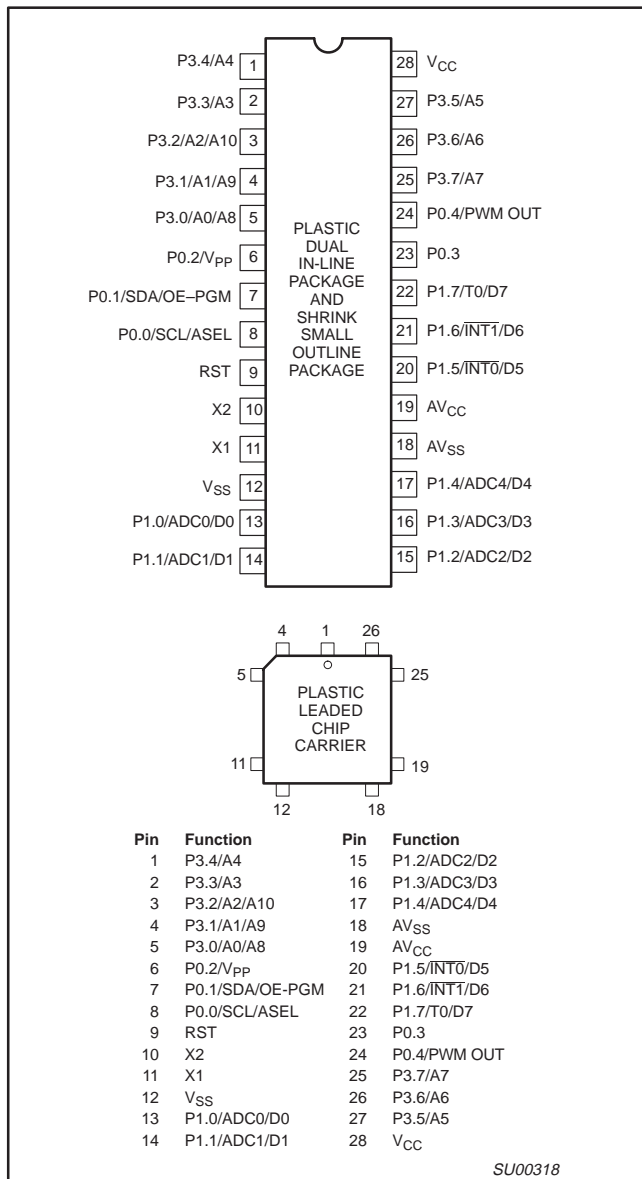 P3.4/A4 1 28 VCC
P3.3/A3 2 27 P3.5/A5
P3.2/A2/A10 3 26 P3.6/A6
P3.1/A1/A9 4 25 P3.7/A7
P3.0/A0/A8 5 24 P0.4/PWM OUT
P0.2/VPP 6 23 P0.3
P0.1/SDA/OE–PGM 7 22 P1.7/T0/D7
P0.0/SCL/ASEL 8 21 P1.6/INT1/D6
RST 9 20 P1.5/INT0/D5
X2 10 19 AVCC
X1 11 18 AVSS
VSS 12 17 P1.4/ADC4/D4
P1.0/ADC0/D0 13 16 P1.3/ADC3/D3
P1.1/ADC1/D1 14 15 P1.2/ADC2/D2
PLASTIC
DUAL
IN-LINE
PACKAGE
AND
SHRINK
SMALL
OUTLINE
PACKAGE
4 1 26
5 25
PLASTIC
LEADED
CHIP
CARRIER
11 19
12 18
Pin Function Pin Function
1 P3.4/A4 15 P1.2/ADC2/D2
2 P3.3/A3 16 P1.3/ADC3/D3
3 P3.2/A2/A10 17 P1.4/ADC4/D4
4 P3.1/A1/A9 18 AVSS
5 P3.0/A0/A8 19 AVCC
6 P0.2/VPP 20 P1.5/INT0/D5
7 P0.1/SDA/OE-PGM 21 P1.6/INT1/D6
8 P0.0/SCL/ASEL 22 P1.7/T0/D7
9 RST 23 P0.3
10 X2 24 P0.4/PWM OUT
11 X1 25 P3.7/A7
12 VSS 26 P3.6/A6
13 P1.0/ADC0/D0 27 P3.5/A5
14 P1.1/ADC1/D1 28 VCC
SU00318